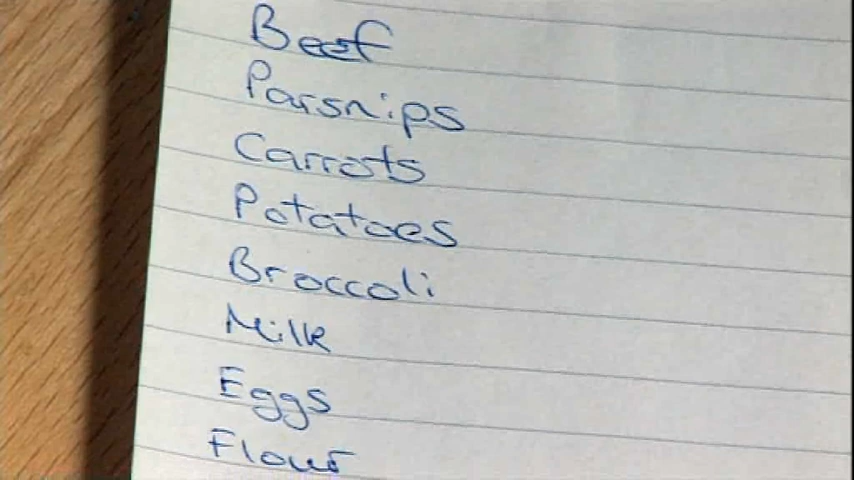 Beef
Parsnips
Carrots
Potatoes
Broccoli
Milk
Eggs
Flour